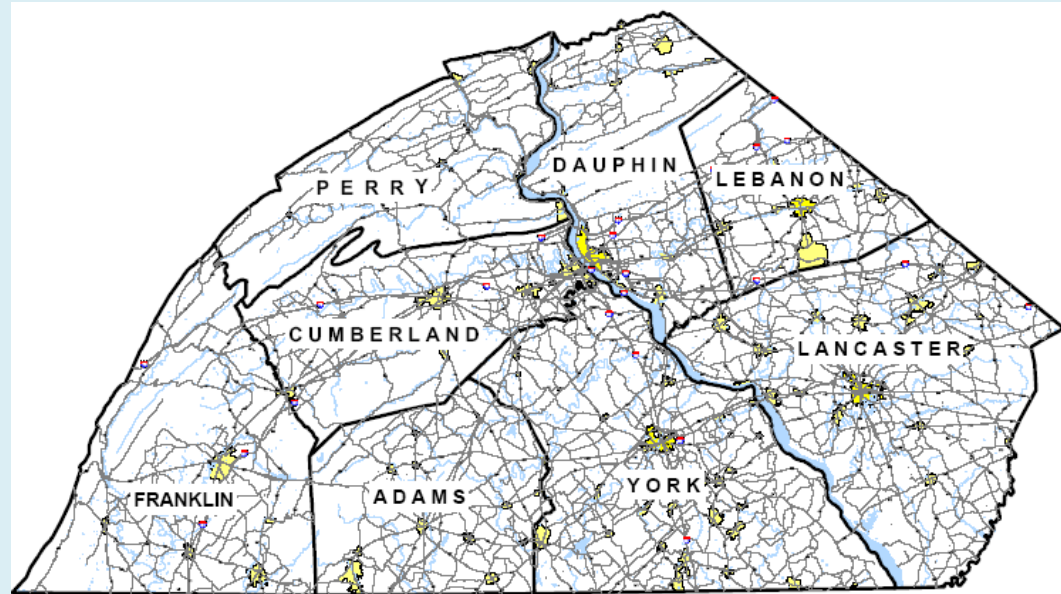 DAUPHIN
LEBANON
PERRY
CUMBERLAND
LANCASTER
FRANKLIN
ADAMS
YORK